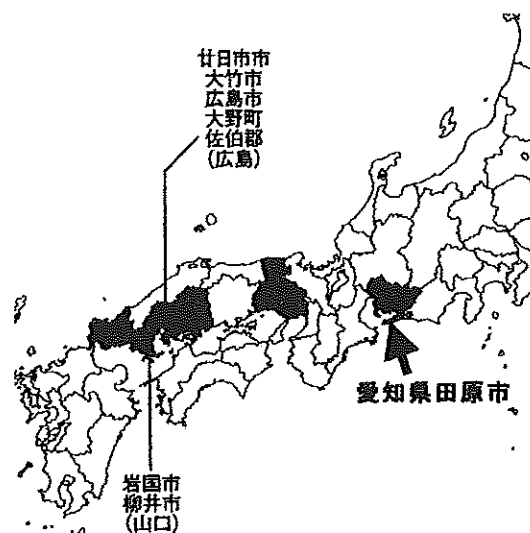 廿日市市
大竹市
広島市
大野町
佐伯郡
(広島)
愛知県田原市
岩国市
柳井市
(山口)